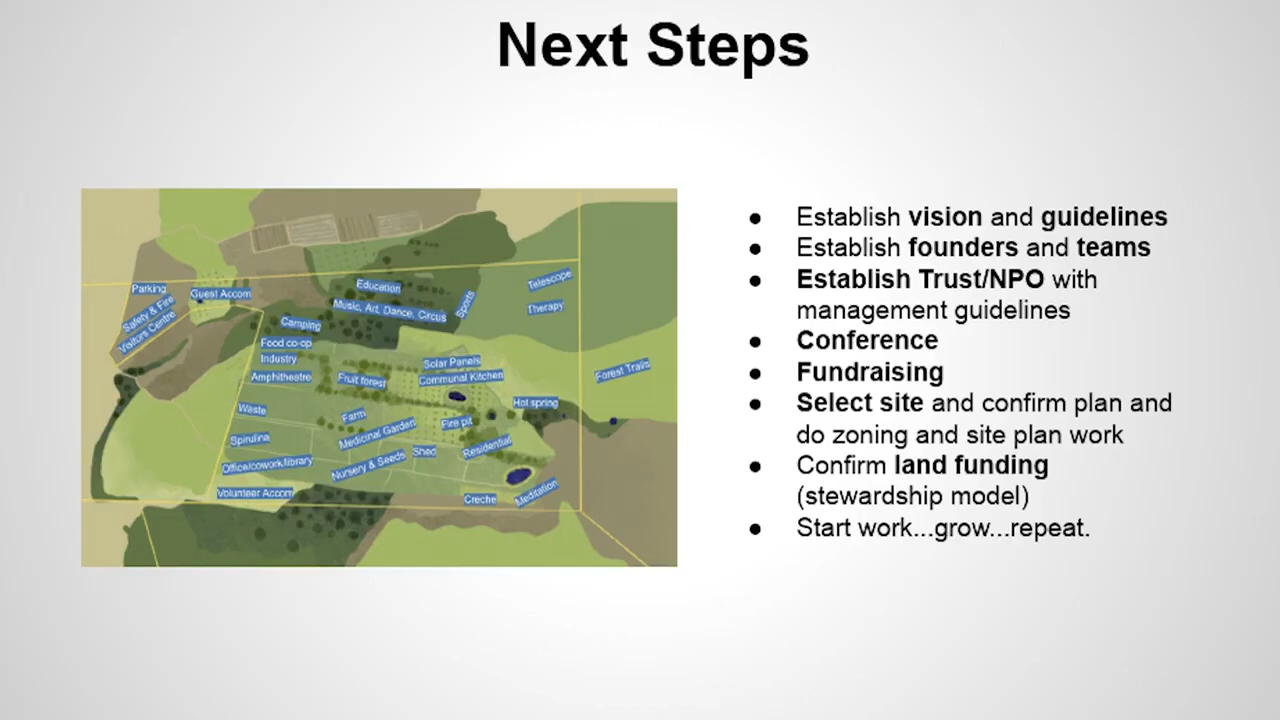 Next Steps
Parking
Safety & Fire
Visitors Centre
Guest Accom
Education
Music, Art, Dance, Circus
Sports
Telescope
Therapy
Camping
Food co-op
Industry
Amphitheatre
Fruit forest
Solar Panels
Communal Kitchen
Forest Trails
Waste
Farm
Medicinal Garden
Fire pit
Hot spring
Spirulina
Shed
Residential
Office/cowork/library
Nursery & Seeds
Volunteer Accom
Creche
Meditation
● Establish vision and guidelines
● Establish founders and teams
● Establish Trust/NPO with
management guidelines
● Conference
● Fundraising
● Select site and confirm plan and
do zoning and site plan work
● Confirm land funding
(stewardship model)
● Start work...grow...repeat.